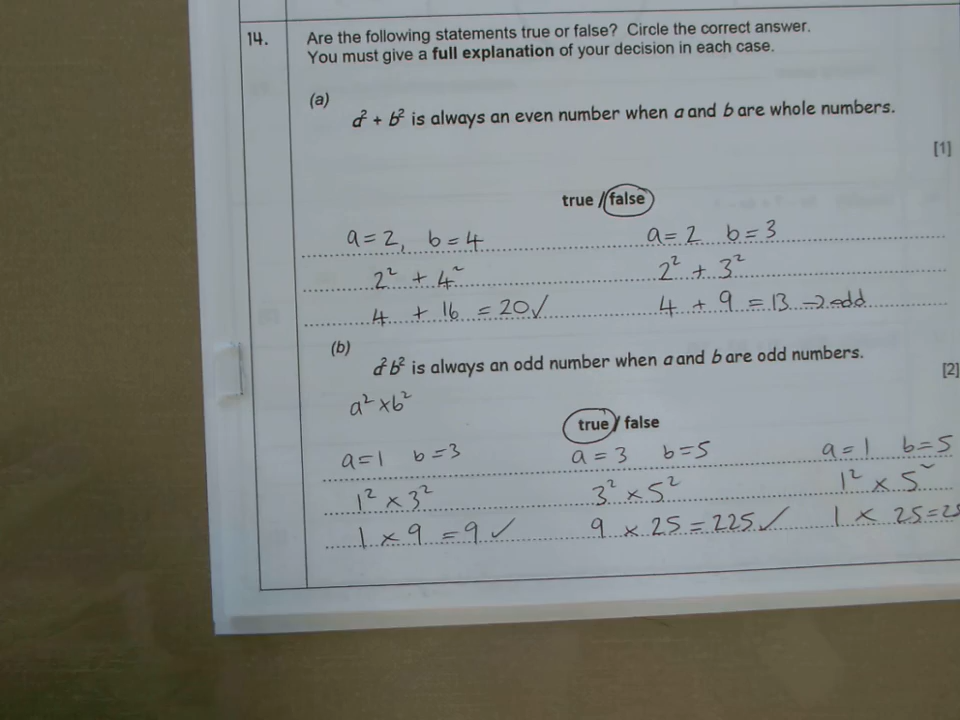 14. Are the following statements true or false? Circle the correct answer.
You must give a full explanation of your decision in each case.
(a)
a² + b² is always an even number when a and b are whole numbers.
[1]
true / false
a = 2, b = 4 a = 2 b = 3
2² + 4² 2² + 3²
4 + 16 = 20 ✓ 4 + 9 = 13 → odd
(b)
a²b² is always an odd number when a and b are odd numbers.
[2]
a² × b²
true / false
a = 1 b = 3 a = 3 b = 5 a = 1 b = 5
1² × 3² 3² × 5² 1² × 5²
1 × 9 = 9 ✓ 9 × 25 = 225 ✓ 1 × 25 = 25